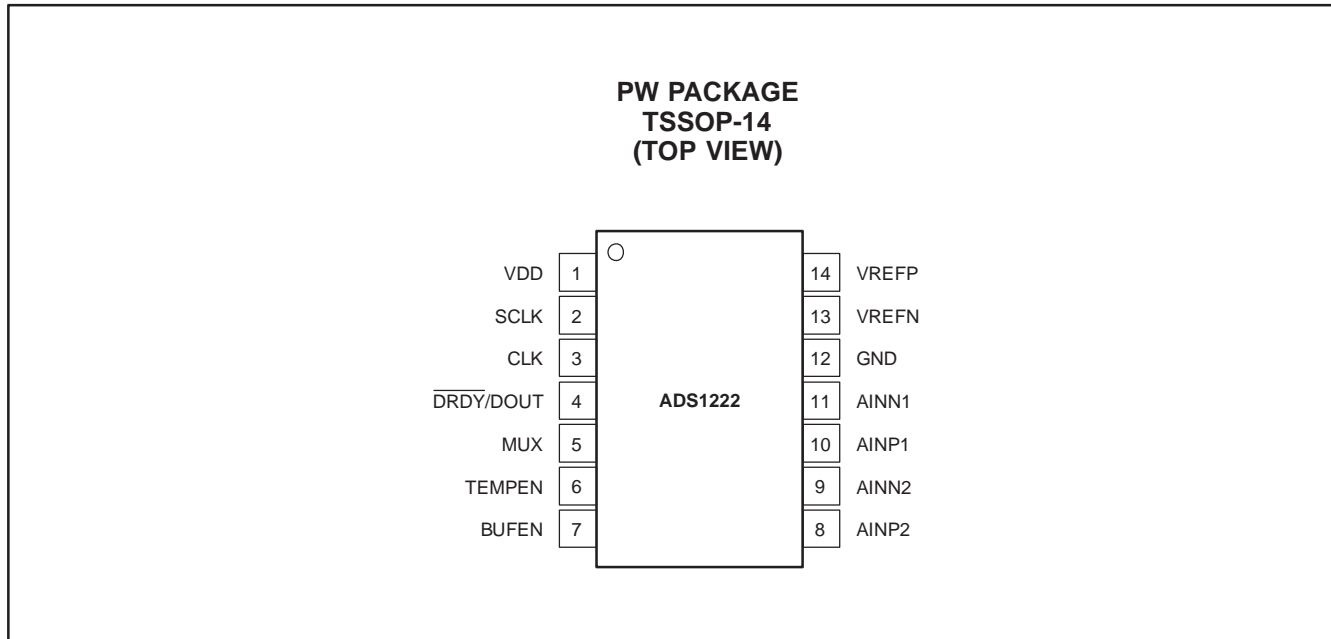 PW PACKAGE
TSSOP-14
(TOP VIEW)
VDD 1
SCLK 2
CLK 3
DRDY/DOUT 4
MUX 5
TEMPEN 6
BUFEN 7
ADS1222
14 VREFP
13 VREFN
12 GND
11 AINN1
10 AINP1
9 AINN2
8 AINP2